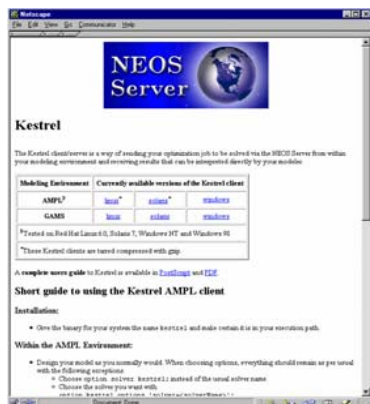 Netscape
File Edit View Go Communicator Help
NEOS
Server
Kestrel
The Kestrel client/server is a way of sending your optimization job to be solved via the NEOS Server from within
your modeling environment and receiving results that can be interpreted directly by your modeler.
Modeling Environment Currently available versions of the Kestrel client
AMPL linux solaris windows
GAMS linux solaris windows
Tested on Red Hat Linux 6.0, Solaris 7, Windows NT and Windows 98
These Kestrel clients are tarred compressed with gzip
A complete users guide to Kestrel is available in PostScript and PDF.
Short guide to using the Kestrel AMPL client
Installation:
• Give the binary for your system the name kestrel and make certain it is in your execution path.
Within the AMPL Environment:
• Design your model as you normally would. When choosing options, everything should remain as per usual
with the following exceptions
○ Choose option solver kestrel; instead of the usual solver name
○ Choose the solver you want with
option kestrel_options 'solver=<solverName>';
Document: Done